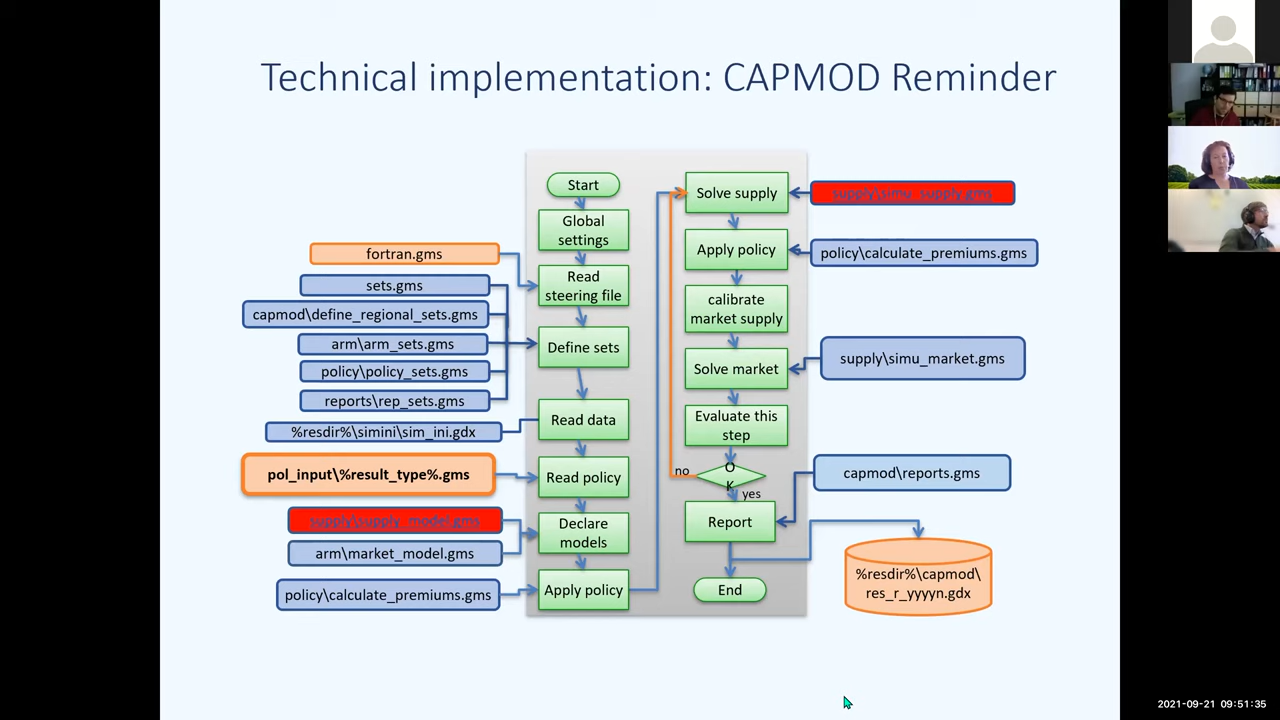 Technical implementation: CAPMOD Reminder
Start
Global
settings
Read
steering file
Define sets
Read data
Read policy
Declare
models
Apply policy
fortran.gms
sets.gms
capmod\define_regional_sets.gms
arm\arm_sets.gms
policy\policy_sets.gms
reports\rep_sets.gms
%resdir%\simini\sim_ini.gdx
pol_input\%result_type%.gms
supply\supply_model.gms
arm\market_model.gms
policy\calculate_premiums.gms
Solve supply
Apply policy
calibrate
market supply
Solve market
Evaluate this
step
O
K
no
yes
Report
End
supply\simu_supply.gms
policy\calculate_premiums.gms
supply\simu_market.gms
capmod\reports.gms
%resdir%\capmod\
res_r_yyyyn.gdx
2021-09-21 09:51:35